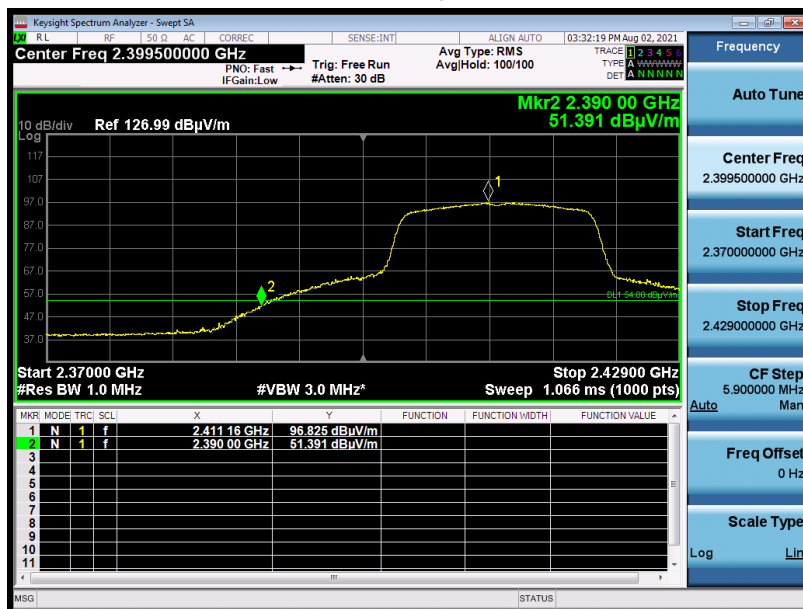 Keysight Spectrum Analyzer - Swept SA
LXI RL RF 50 Ω AC CORREC SENSE:INT ALIGN AUTO 03:32:19 PM Aug 02, 2021
Center Freq 2.399500000 GHz
PNO: Fast
IFGain:Low
Trig: Free Run
#Atten: 30 dB
Avg Type: RMS
Avg|Hold: 100/100
TRACE 1 2 3 4 5 6
TYPE A WWWWW
DET A N N N N N
Mkr2 2.390 00 GHz
51.391 dBµV/m
10 dB/div Ref 126.99 dBµV/m
Log
117
107
97.0
87.0
77.0
67.0
57.0
47.0
37.0
1
2
DL1 54.00 dBµV/m
Start 2.37000 GHz Stop 2.42900 GHz
#Res BW 1.0 MHz #VBW 3.0 MHz* Sweep 1.066 ms (1000 pts)
MKR MODE TRC SCL X Y FUNCTION FUNCTION WIDTH FUNCTION VALUE
1 N 1 f 2.411 16 GHz 96.825 dBµV/m
2 N 1 f 2.390 00 GHz 51.391 dBµV/m
3
4
5
6
7
8
9
10
11
MSG STATUS
Frequency
Auto Tune
Center Freq
2.399500000 GHz
Start Freq
2.370000000 GHz
Stop Freq
2.429000000 GHz
CF Step
5.900000 MHz
Auto Man
Freq Offset
0 Hz
Scale Type
Log Lin